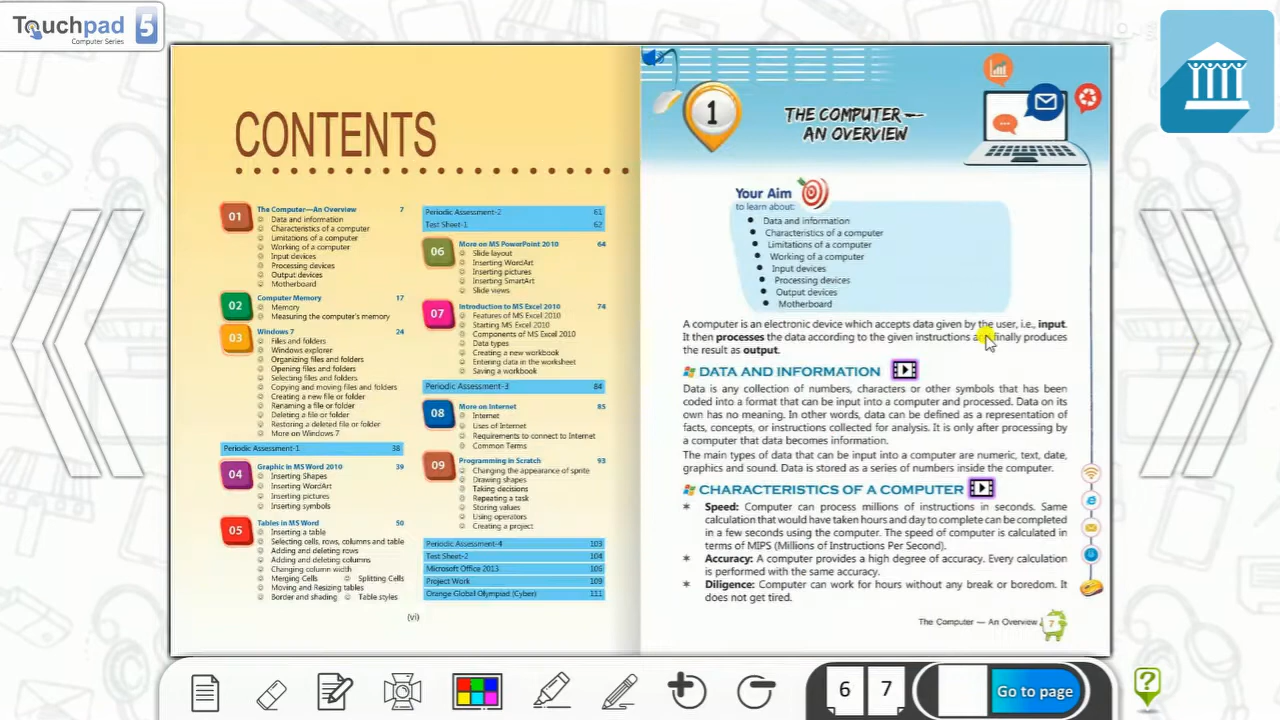 Touchpad 5
Computer Series
CONTENTS
01 The Computer—An Overview 7
Data and information
Characteristics of a computer
Limitations of a computer
Working of a computer
Input devices
Processing devices
Output devices
Motherboard
02 Computer Memory 17
Memory
Measuring the computer's memory
03 Windows 7 24
Files and folders
Windows explorer
Organizing files and folders
Opening files and folders
Selecting files and folders
Copying and moving files and folders
Creating a new file or folder
Renaming a file or folder
Deleting a file or folder
Restoring a deleted file or folder
More on Windows 7
Periodic Assessment-1 38
04 Graphic in MS Word 2010 39
Inserting Shapes
Inserting WordArt
Inserting pictures
Inserting symbols
05 Tables in MS Word 50
Inserting a table
Selecting cells, rows, columns and table
Adding and deleting rows
Adding and deleting columns
Changing column width
Merging Cells Splitting Cells
Moving and Resizing tables
Border and shading Table styles
Periodic Assessment-2 61
Test Sheet-1 62
06 More on MS PowerPoint 2010 64
Slide layout
Inserting WordArt
Inserting pictures
Inserting SmartArt
Slide views
07 Introduction to MS Excel 2010 74
Features of MS Excel 2010
Starting MS Excel 2010
Components of MS Excel 2010
Data types
Creating a new workbook
Entering data in the worksheet
Saving a workbook
Periodic Assessment-3 84
08 More on Internet 85
Internet
Uses of Internet
Requirements to connect to Internet
Common Terms
09 Programming in Scratch 93
Changing the appearance of sprite
Drawing shapes
Taking decisions
Repeating a task
Storing values
Using operators
Creating a project
Periodic Assessment-4 103
Test Sheet-2 104
Microsoft Office 2013 106
Project Work 109
Orange Global Olympiad (Cyber) 111
(vi)
1
THE COMPUTER —
AN OVERVIEW
Your Aim
to learn about:
Data and information
Characteristics of a computer
Limitations of a computer
Working of a computer
Input devices
Processing devices
Output devices
Motherboard
A computer is an electronic device which accepts data given by the user, i.e., input.
It then processes the data according to the given instructions finally produces
the result as output.
DATA AND INFORMATION
Data is any collection of numbers, characters or other symbols that has been
coded into a format that can be input into a computer and processed. Data on its
own has no meaning. In other words, data can be defined as a representation of
facts, concepts, or instructions collected for analysis. It is only after processing by
a computer that data becomes information.
The main types of data that can be input into a computer are numeric, text, date,
graphics and sound. Data is stored as a series of numbers inside the computer.
CHARACTERISTICS OF A COMPUTER
* Speed: Computer can process millions of instructions in seconds. Same
calculation that would have taken hours and day to complete can be completed
in a few seconds using the computer. The speed of computer is calculated in
terms of MIPS (Millions of Instructions Per Second).
* Accuracy: A computer provides a high degree of accuracy. Every calculation
is performed with the same accuracy.
* Diligence: Computer can work for hours without any break or boredom. It
does not get tired.
The Computer — An Overview 7
6 7 Go to page